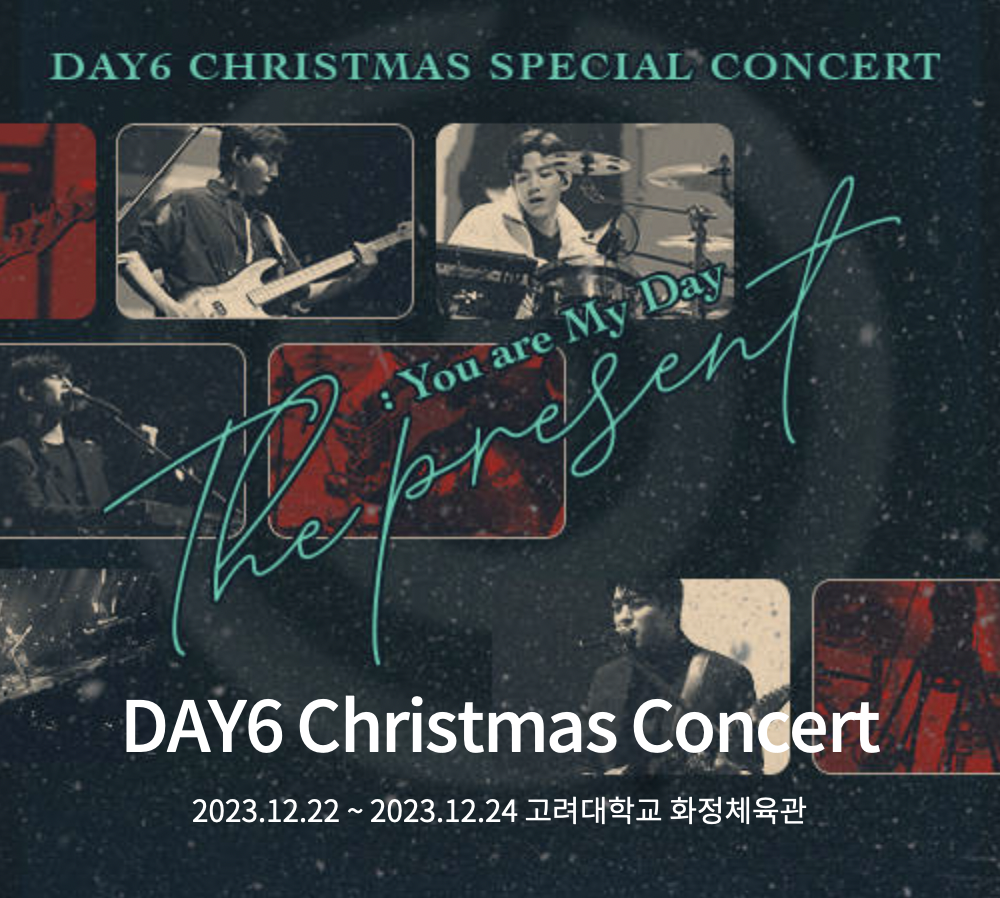 DAY6 CHRISTMAS SPECIAL CONCERT
: You are My Day
The present
DAY6 Christmas Concert
2023.12.22 ~ 2023.12.24 고려대학교 화정체육관